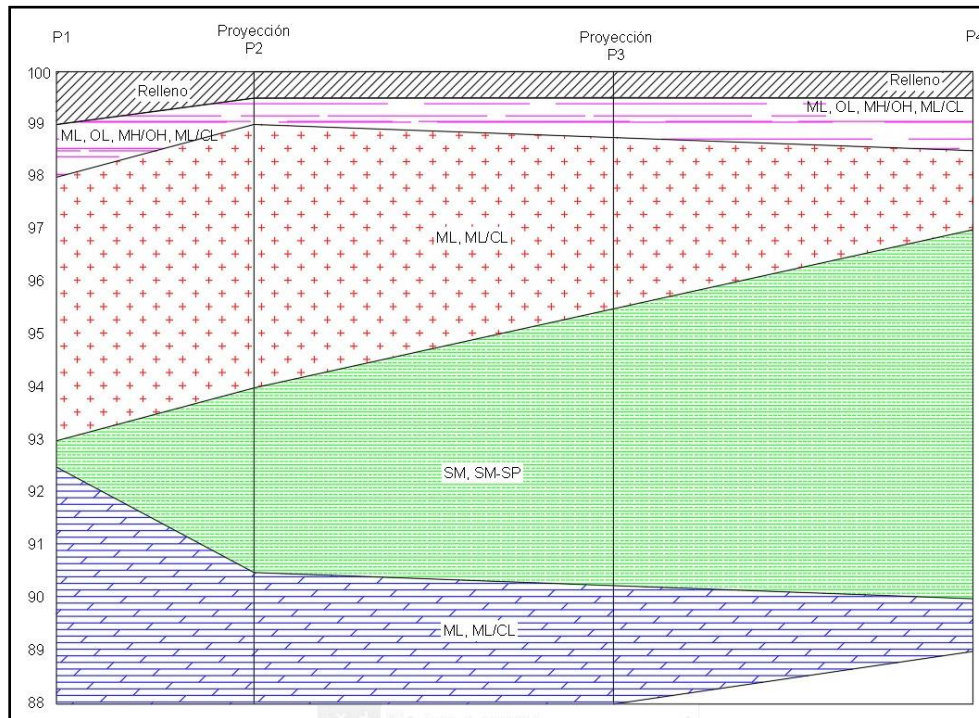 P1
Proyección
P2
Proyección
P3
P4
100
Relleno
Relleno
99
ML, OL, MH/OH, ML/CL
ML, OL, MH/OH, ML/CL
98
97
ML, ML/CL
96
95
94
93
SM, SM-SP
92
91
90
ML, ML/CL
89
88